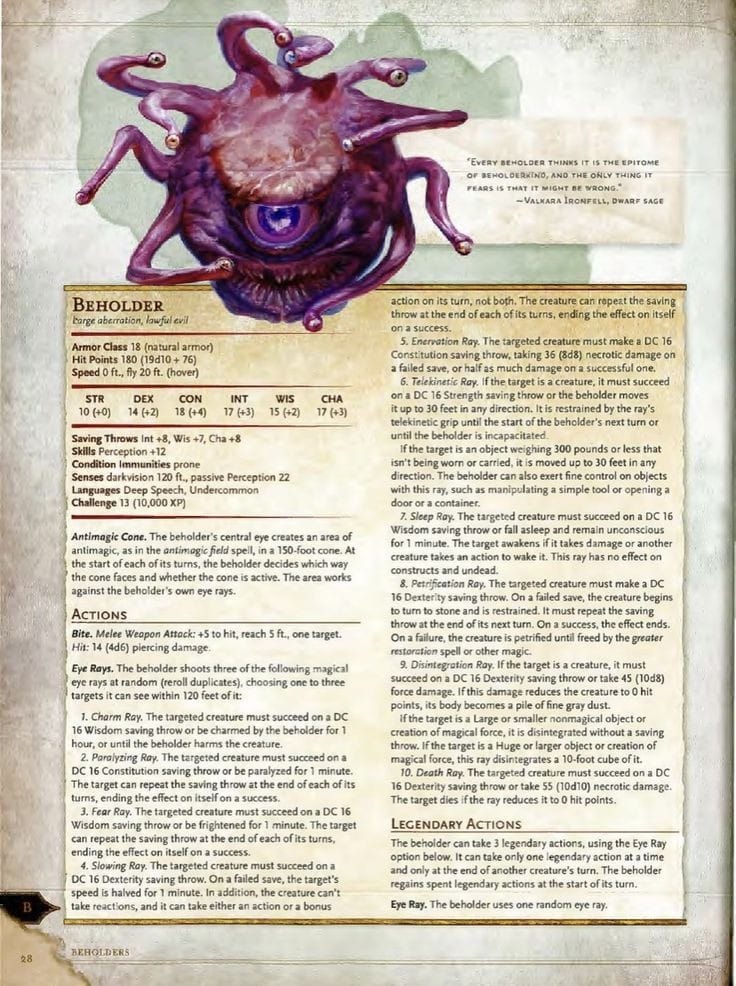 "Every beholder thinks it is the epitome
of beholderkind, and the only thing it
fears is that it might be wrong."
—Valkara Ironfell, dwarf sage
Beholder
Large aberration, lawful evil
Armor Class 18 (natural armor)
Hit Points 180 (19d10 + 76)
Speed 0 ft., fly 20 ft. (hover)
STR DEX CON INT WIS CHA
10 (+0) 14 (+2) 18 (+4) 17 (+3) 15 (+2) 17 (+3)
Saving Throws Int +8, Wis +7, Cha +8
Skills Perception +12
Condition Immunities prone
Senses darkvision 120 ft., passive Perception 22
Languages Deep Speech, Undercommon
Challenge 13 (10,000 XP)
Antimagic Cone. The beholder's central eye creates an area of
antimagic, as in the antimagic field spell, in a 150-foot cone. At
the start of each of its turns, the beholder decides which way
the cone faces and whether the cone is active. The area works
against the beholder's own eye rays.
Actions
Bite. Melee Weapon Attack: +5 to hit, reach 5 ft., one target.
Hit: 14 (4d6) piercing damage.
Eye Rays. The beholder shoots three of the following magical
eye rays at random (reroll duplicates), choosing one to three
targets it can see within 120 feet of it:
1. Charm Ray. The targeted creature must succeed on a DC
16 Wisdom saving throw or be charmed by the beholder for 1
hour, or until the beholder harms the creature.
2. Paralyzing Ray. The targeted creature must succeed on a
DC 16 Constitution saving throw or be paralyzed for 1 minute.
The target can repeat the saving throw at the end of each of its
turns, ending the effect on itself on a success.
3. Fear Ray. The targeted creature must succeed on a DC 16
Wisdom saving throw or be frightened for 1 minute. The target
can repeat the saving throw at the end of each of its turns,
ending the effect on itself on a success.
4. Slowing Ray. The targeted creature must succeed on a
DC 16 Dexterity saving throw. On a failed save, the target's
speed is halved for 1 minute. In addition, the creature can't
take reactions, and it can take either an action or a bonus
action on its turn, not both. The creature can repeat the saving
throw at the end of each of its turns, ending the effect on itself
on a success.
5. Enervation Ray. The targeted creature must make a DC 16
Constitution saving throw, taking 36 (8d8) necrotic damage on
a failed save, or half as much damage on a successful one.
6. Telekinetic Ray. If the target is a creature, it must succeed
on a DC 16 Strength saving throw or the beholder moves
it up to 30 feet in any direction. It is restrained by the ray's
telekinetic grip until the start of the beholder's next turn or
until the beholder is incapacitated.
If the target is an object weighing 300 pounds or less that
isn't being worn or carried, it is moved up to 30 feet in any
direction. The beholder can also exert fine control on objects
with this ray, such as manipulating a simple tool or opening a
door or a container.
7. Sleep Ray. The targeted creature must succeed on a DC 16
Wisdom saving throw or fall asleep and remain unconscious
for 1 minute. The target awakens if it takes damage or another
creature takes an action to wake it. This ray has no effect on
constructs and undead.
8. Petrification Ray. The targeted creature must make a DC
16 Dexterity saving throw. On a failed save, the creature begins
to turn to stone and is restrained. It must repeat the saving
throw at the end of its next turn. On a success, the effect ends.
On a failure, the creature is petrified until freed by the greater
restoration spell or other magic.
9. Disintegration Ray. If the target is a creature, it must
succeed on a DC 16 Dexterity saving throw or take 45 (10d8)
force damage. If this damage reduces the creature to 0 hit
points, its body becomes a pile of fine gray dust.
If the target is a Large or smaller nonmagical object or
creation of magical force, it is disintegrated without a saving
throw. If the target is a Huge or larger object or creation of
magical force, this ray disintegrates a 10-foot cube of it.
10. Death Ray. The targeted creature must succeed on a DC
16 Dexterity saving throw or take 55 (10d10) necrotic damage.
The target dies if the ray reduces it to 0 hit points.
Legendary Actions
The beholder can take 3 legendary actions, using the Eye Ray
option below. It can take only one legendary action at a time
and only at the end of another creature's turn. The beholder
regains spent legendary actions at the start of its turn.
Eye Ray. The beholder uses one random eye ray.
B
28
BEHOLDERS